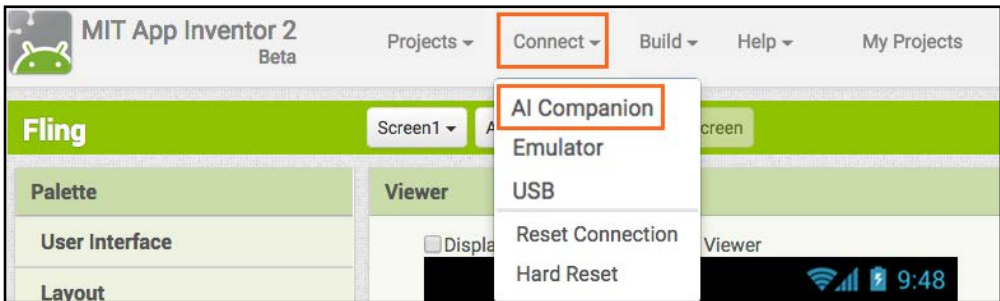 MIT App Inventor 2
Beta
Projects Connect Build Help My Projects
AI Companion
Emulator
USB
Reset Connection
Hard Reset
Fling
Screen1 A creen
Palette
Viewer
User Interface
Displa Viewer
Layout
9:48